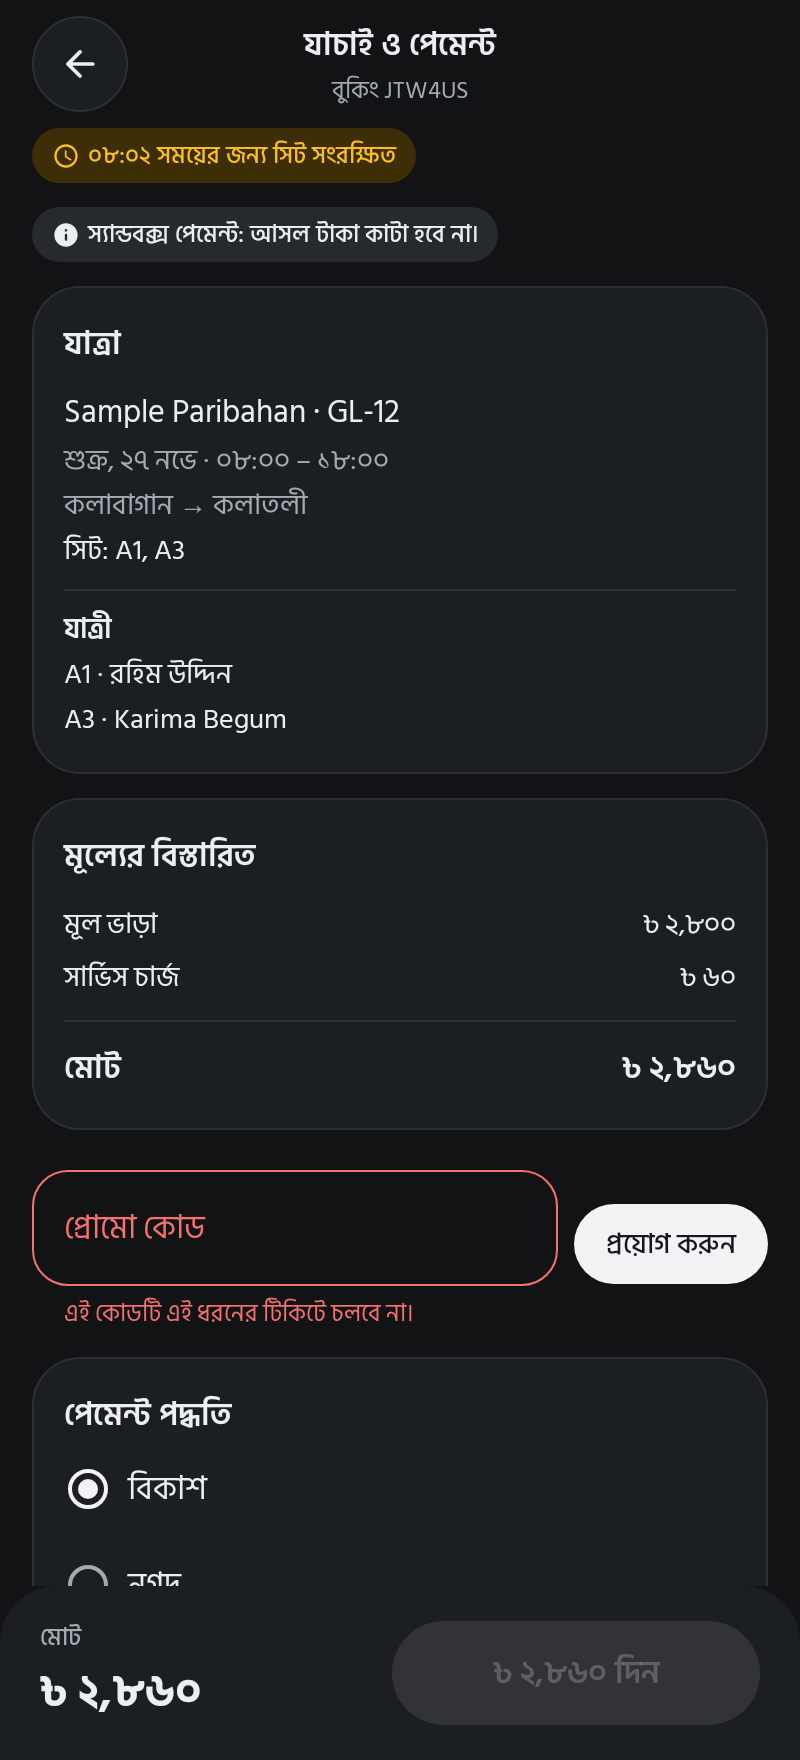 যাচাই ও পেমেন্ট
বুকিং JTW4US
০৮:০২ সময়ের জন্য সিট সংরক্ষিত
স্যান্ডবক্স পেমেন্ট: আসল টাকা কাটা হবে না।
যাত্রা
Sample Paribahan · GL-12
শুক্র, ২৭ নভে · ০৮:০০ – ১৮:০০
কলাবাগান → কলাতলী
সিট: A1, A3
যাত্রী
A1 · রহিম উদ্দিন
A3 · Karima Begum
মূল্যের বিস্তারিত
মূল ভাড়া ৳ ২,৮০০
সার্ভিস চার্জ ৳ ৬০
মোট ৳ ২,৮৬০
প্রোমো কোড
প্রয়োগ করুন
এই কোডটি এই ধরনের টিকিটে চলবে না।
পেমেন্ট পদ্ধতি
বিকাশ
নগদ
মোট
৳ ২,৮৬০
৳ ২,৮৬০ দিন